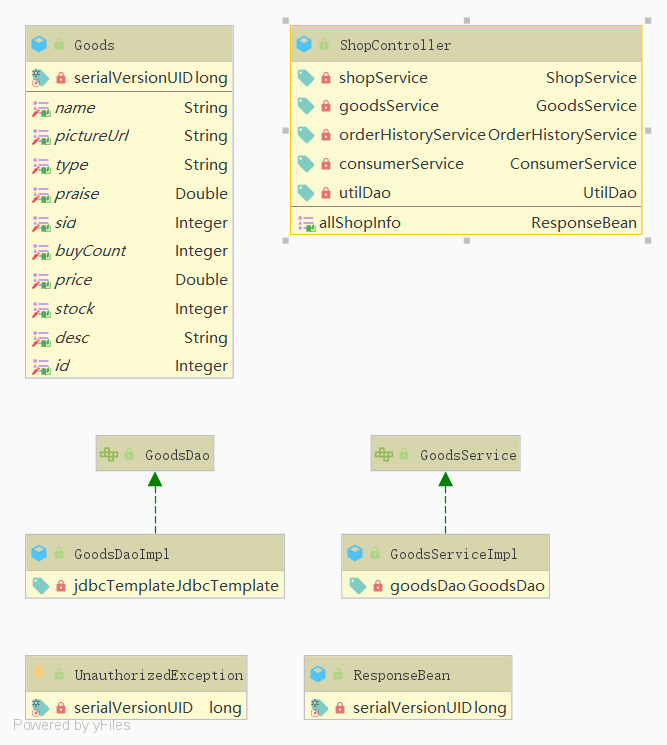 Goods
serialVersionUID long
name String
pictureUrl String
type String
praise Double
sid Integer
buyCount Integer
price Double
stock Integer
desc String
id Integer
ShopController
shopService ShopService
goodsService GoodsService
orderHistoryService OrderHistoryService
consumerService ConsumerService
utilDao UtilDao
allShopInfo ResponseBean
GoodsDao
GoodsService
GoodsDaoImpl
jdbcTemplate JdbcTemplate
GoodsServiceImpl
goodsDao GoodsDao
UnauthorizedException
serialVersionUID long
ResponseBean
serialVersionUID long
Powered by yFiles